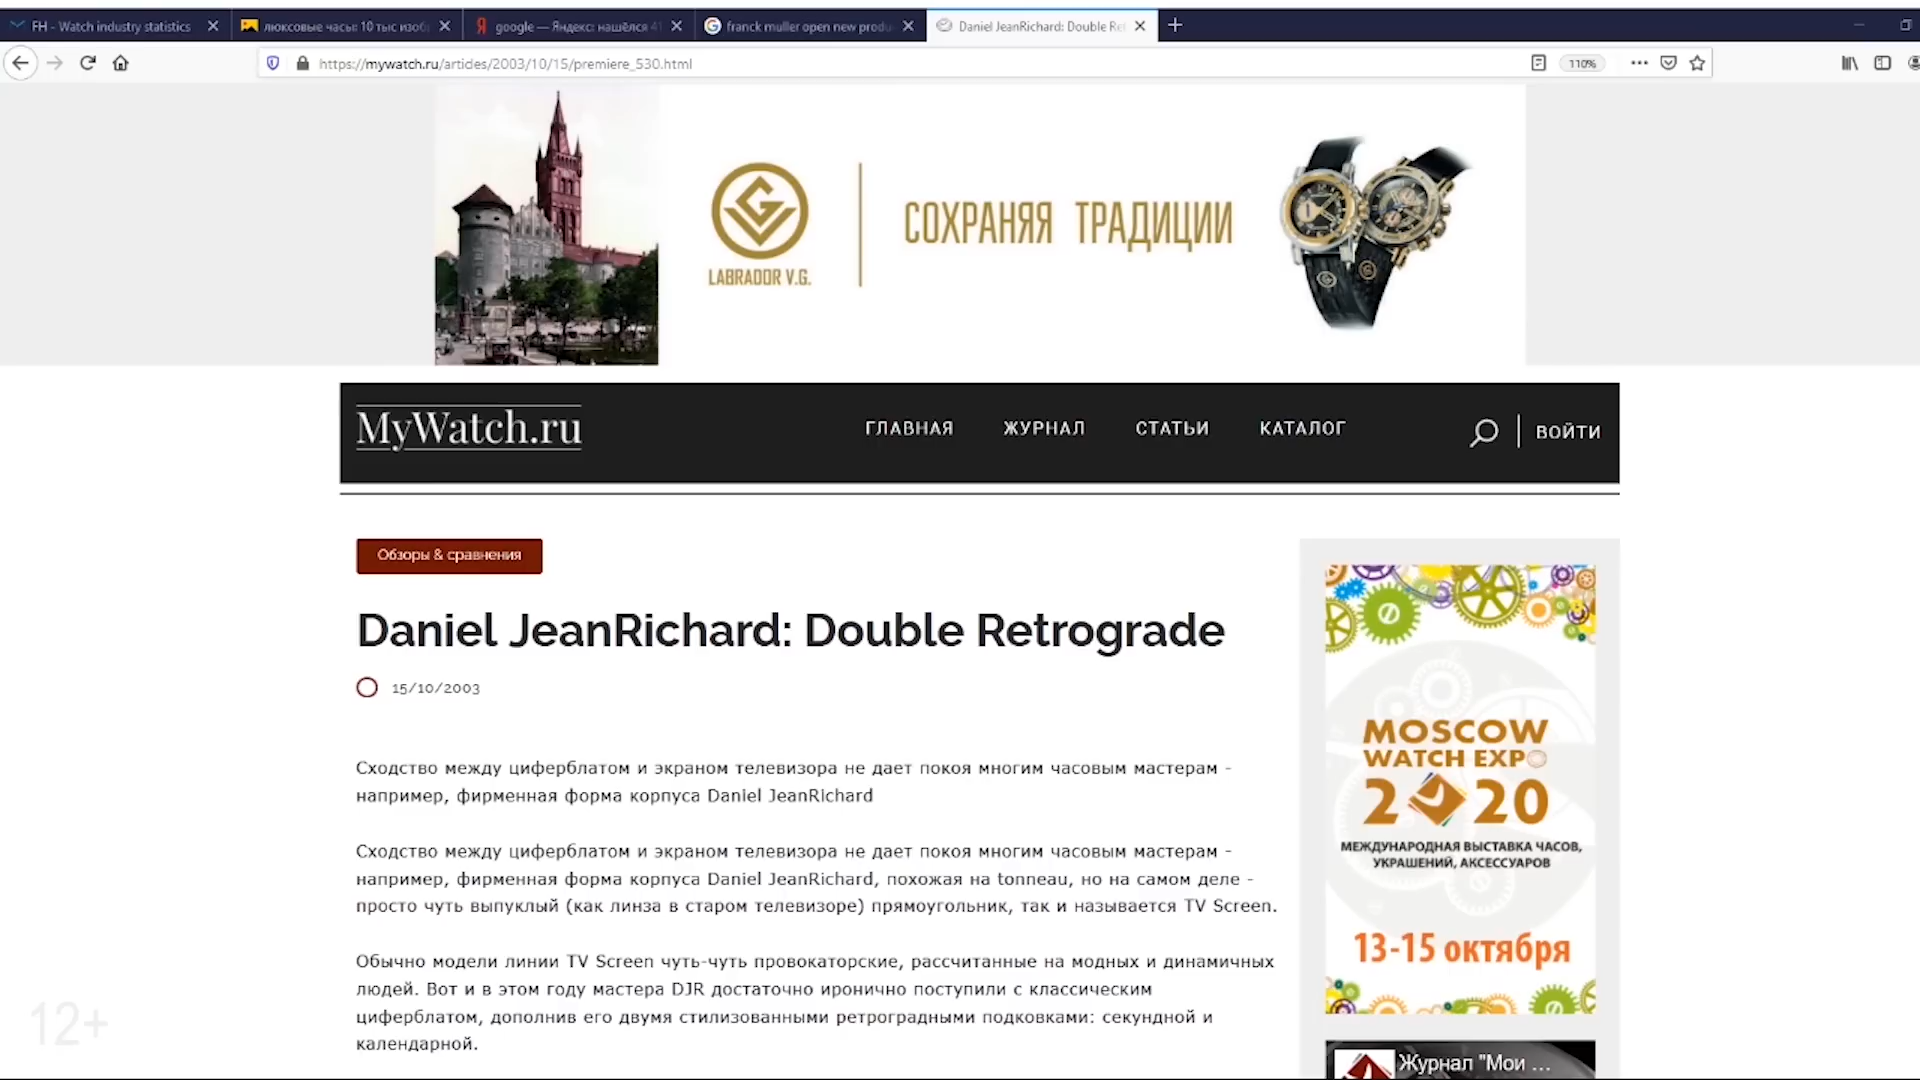 FH - Watch industry statistics
люксовые часы: 10 тыс изоб
google — Яндекс: нашёлся 41
franck muller open new produ
Daniel JeanRichard: Double Ret
https://mywatch.ru/articles/2003/10/15/premiere_530.html
110%
LABRADOR V.G.
СОХРАНЯЯ ТРАДИЦИИ
MyWatch.ru
ГЛАВНАЯ
ЖУРНАЛ
СТАТЬИ
КАТАЛОГ
ВОЙТИ
Обзоры & сравнения
Daniel JeanRichard: Double Retrograde
15/10/2003
Сходство между циферблатом и экраном телевизора не дает покоя многим часовым мастерам -
например, фирменная форма корпуса Daniel JeanRichard
Сходство между циферблатом и экраном телевизора не дает покоя многим часовым мастерам -
например, фирменная форма корпуса Daniel JeanRichard, похожая на tonneau, но на самом деле -
просто чуть выпуклый (как линза в старом телевизоре) прямоугольник, так и называется TV Screen.
Обычно модели линии TV Screen чуть-чуть провокаторские, рассчитанные на модных и динамичных
людей. Вот и в этом году мастера DJR достаточно иронично поступили с классическим
циферблатом, дополнив его двумя стилизованными ретроградными подковками: секундной и
календарной.
MOSCOW
WATCH EXPO
2020
МЕЖДУНАРОДНАЯ ВЫСТАВКА ЧАСОВ,
УКРАШЕНИЙ, АКСЕССУАРОВ
13-15 октября
Журнал "Мои ...
12+